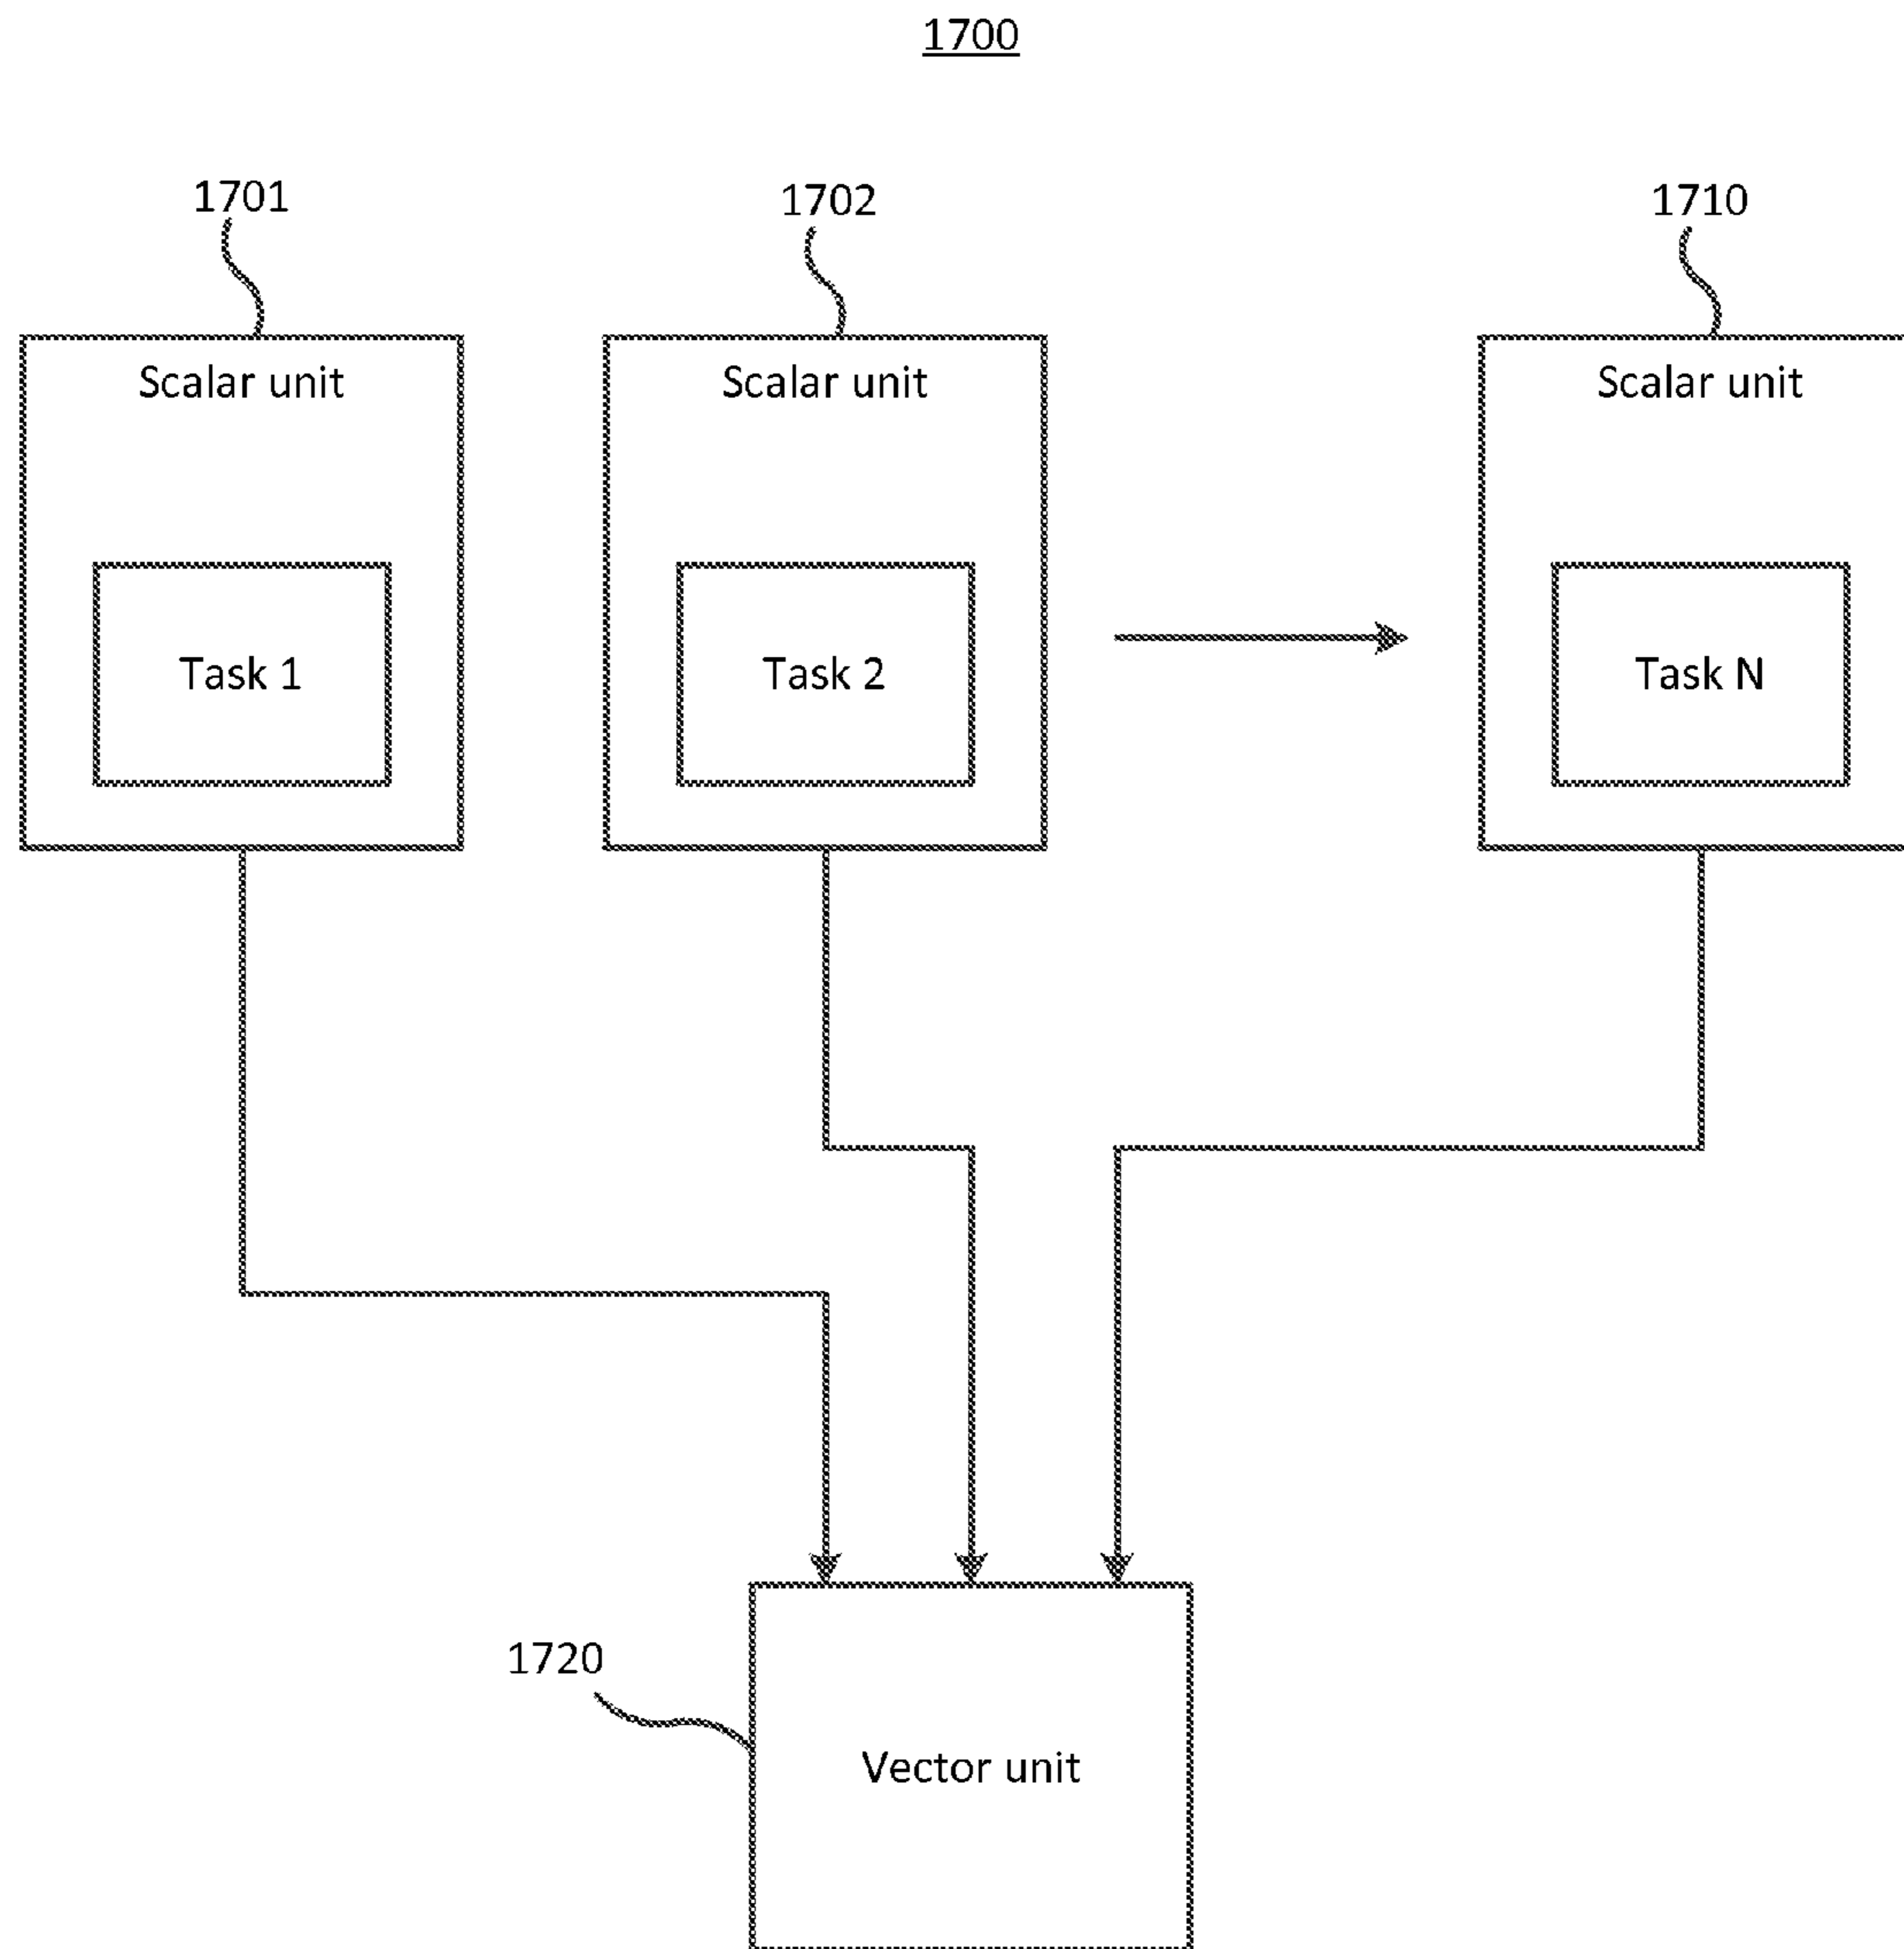 1700
1701
1702
1710
Scalar unit
Scalar unit
Scalar unit
Task 1
Task 2
Task N
1720
Vector unit